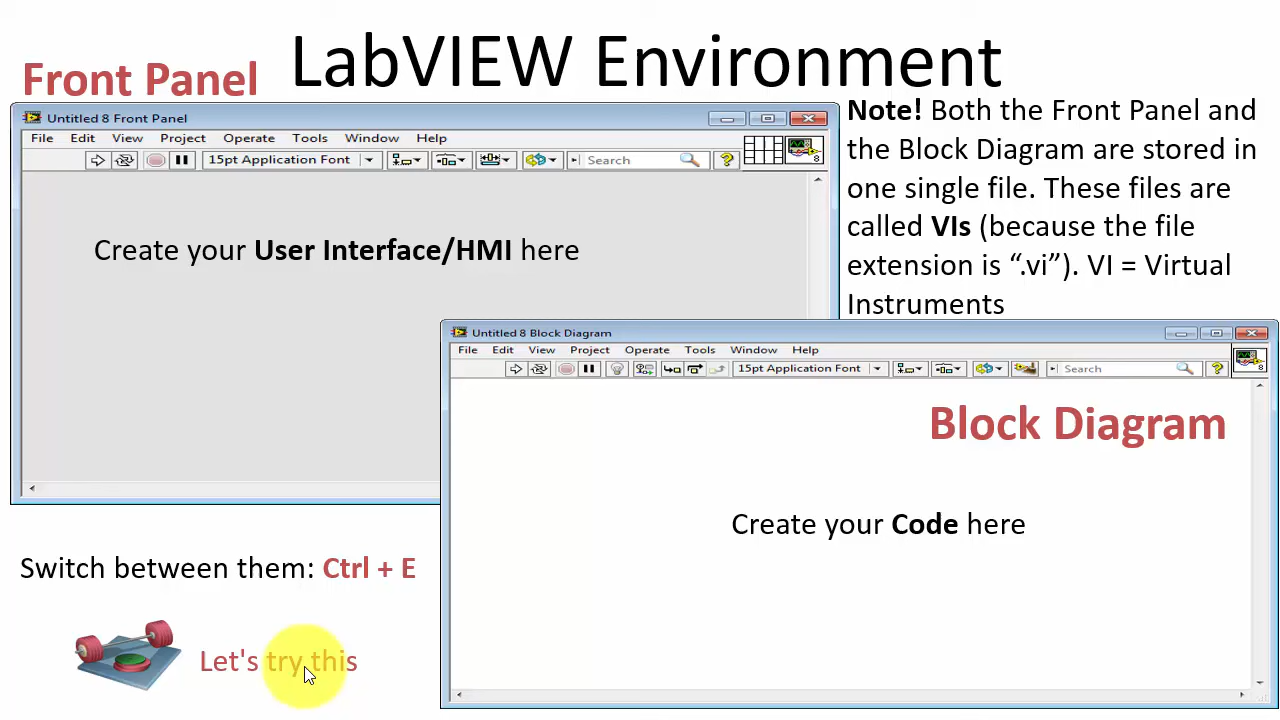 LabVIEW Environment
Front Panel
Untitled 8 Front Panel
File Edit View Project Operate Tools Window Help
15pt Application Font
Search
?
8
Create your User Interface/HMI here
Note! Both the Front Panel and
the Block Diagram are stored in
one single file. These files are
called VIs (because the file
extension is “.vi”). VI = Virtual
Instruments
Untitled 8 Block Diagram
File Edit View Project Operate Tools Window Help
15pt Application Font
Search
?
8
Block Diagram
Create your Code here
Switch between them: Ctrl + E
Let's try this